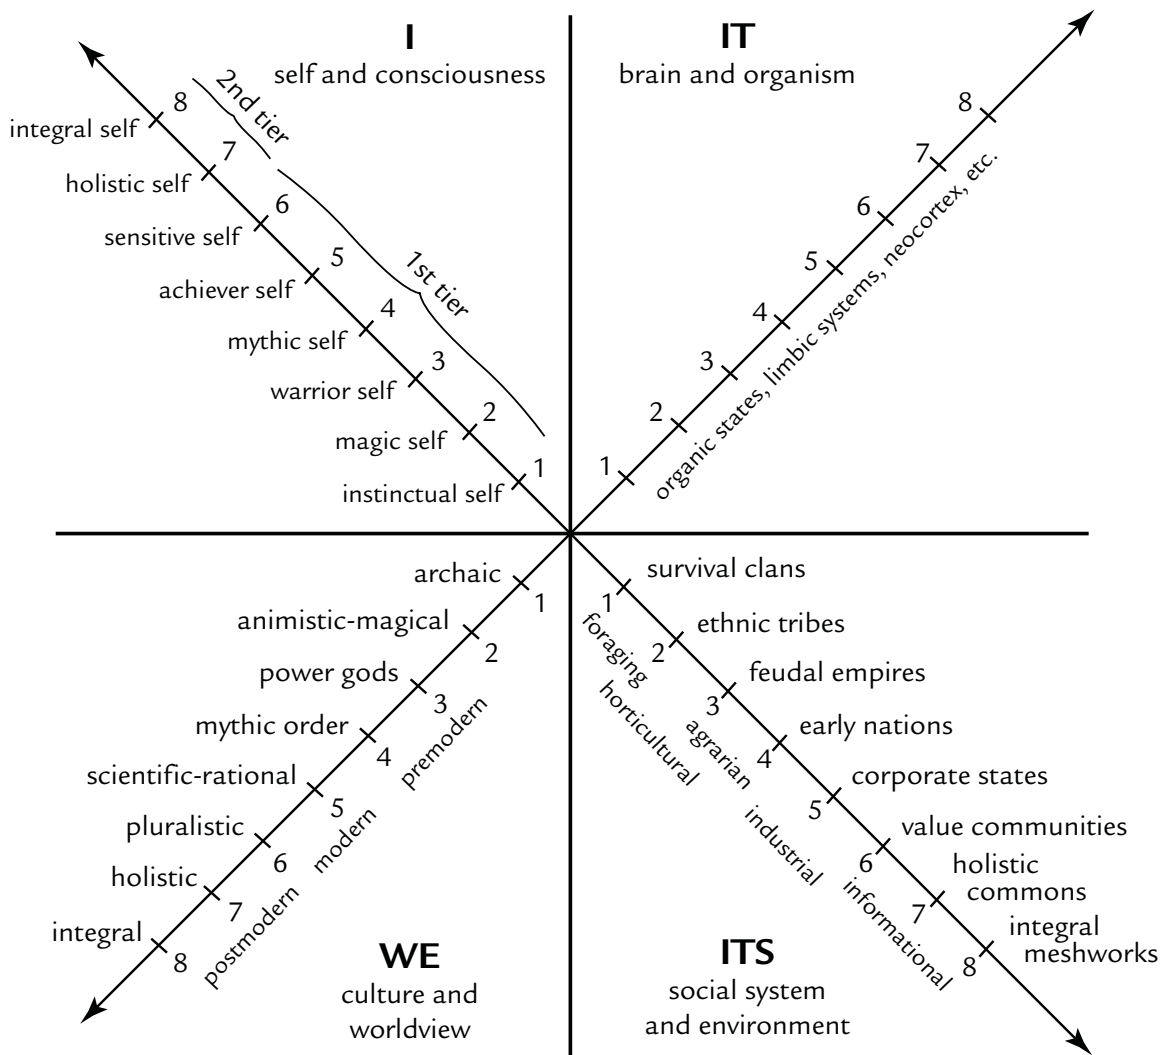 I
self and consciousness
8
2nd tier
integral self
7
holistic self
6
sensitive self
5
1st tier
achiever self
4
mythic self
3
warrior self
2
magic self
1
instinctual self
IT
brain and organism
8
7
6
5
4
3
2
1
organic states, limbic systems, neocortex, etc.
archaic
1
animistic-magical
2
power gods
3
mythic order
4
premodern
scientific-rational
5
modern
pluralistic
6
holistic
7
postmodern
integral
8
WE
culture and
worldview
survival clans
1
foraging
ethnic tribes
2
horticultural
feudal empires
3
agrarian
early nations
4
corporate states
5
industrial
value communities
6
informational
holistic
commons
7
integral
meshworks
8
ITS
social system
and environment